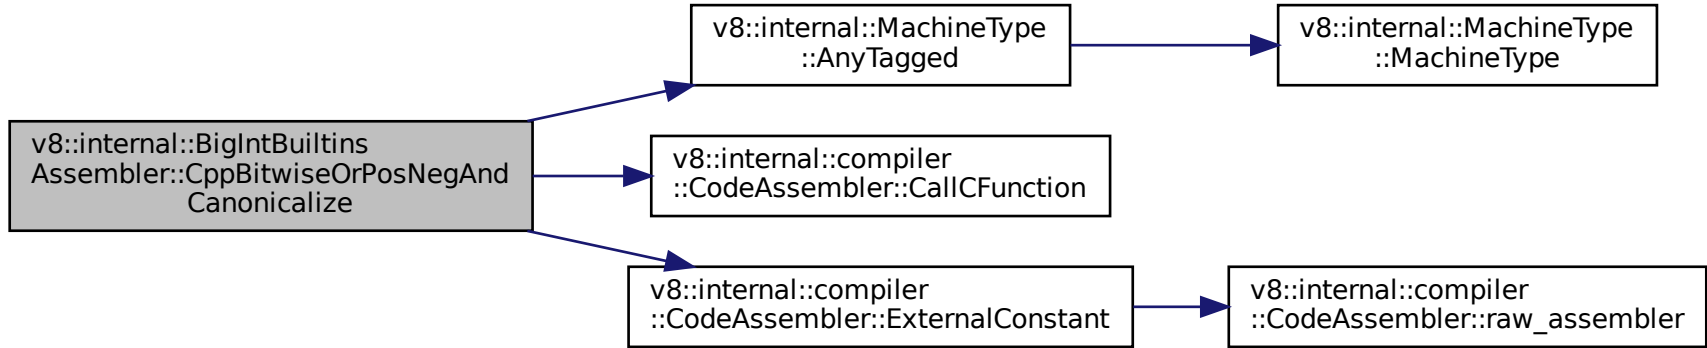 v8::internal::BigIntBuiltins
Assembler::CppBitwiseOrPosNegAnd
Canonicalize
v8::internal::MachineType
::AnyTagged
v8::internal::MachineType
::MachineType
v8::internal::compiler
::CodeAssembler::CallCFunction
v8::internal::compiler
::CodeAssembler::ExternalConstant
v8::internal::compiler
::CodeAssembler::raw_assembler